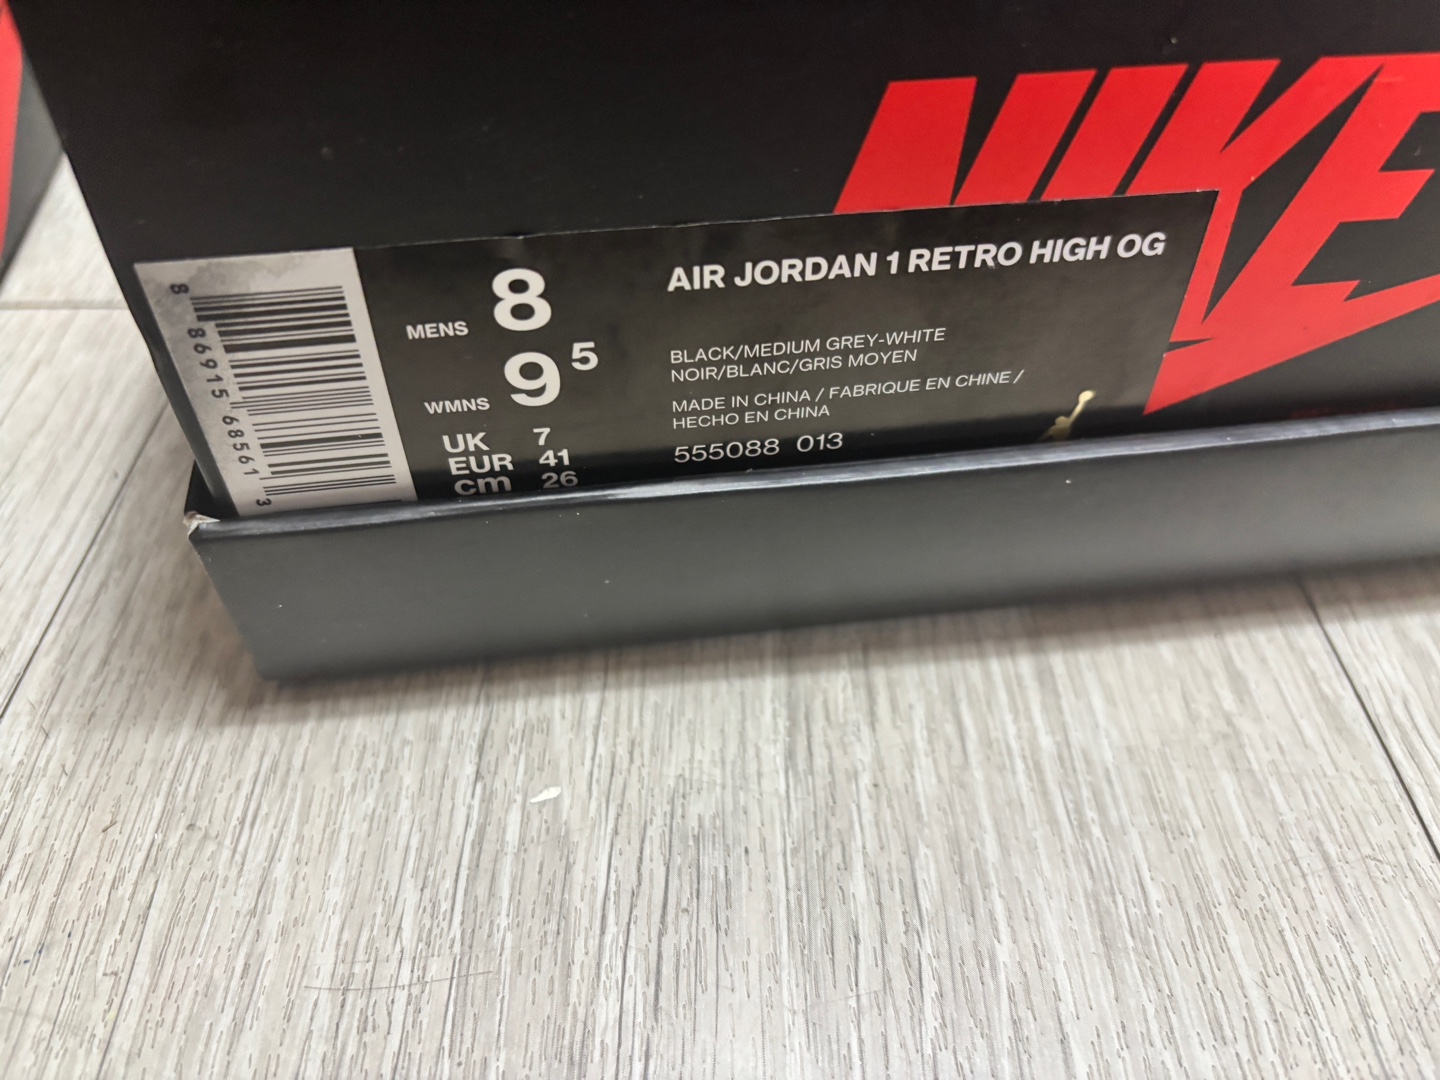 NIKE
AIR JORDAN 1 RETRO HIGH OG
MENS 8
WMNS 9 5
UK 7
EUR 41
cm 26
BLACK/MEDIUM GREY-WHITE
NOIR/BLANC/GRIS MOYEN
MADE IN CHINA / FABRIQUE EN CHINE /
HECHO EN CHINA
555088 013
8 86915 68561 3